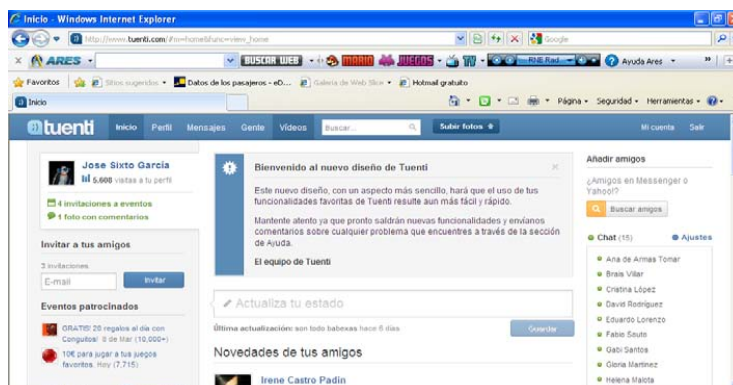 Inicio - Windows Internet Explorer
http://www.tuenti.com/#m=home&func=view_home
Google
ARES
BUSCAR WEB
MARIO
JUEGOS
RNE Rad...
Ayuda Ares
Favoritos
Sitios sugeridos
Datos de los pasajeros - eD...
Galería de Web Slice
Hotmail gratuito
Inicio
Página
Seguridad
Herramientas
tuenti
Inicio
Perfil
Mensajes
Gente
Vídeos
Buscar...
Subir fotos
Mi cuenta
Salir
Jose Sixto García
5.608 visitas a tu perfil
4 invitaciones a eventos
1 foto con comentarios
Invitar a tus amigos
3 invitaciones
E-mail
Invitar
Eventos patrocinados
GRATIS! 20 regalos al día con
Conguitos! 8 de Mar (10.000+)
10€ para jugar a tus juegos
favoritos. Hoy (7.715)
Bienvenido al nuevo diseño de Tuenti
Este nuevo diseño, con un aspecto más sencillo, hará que el uso de tus
funcionalidades favoritas de Tuenti resulte aun más fácil y rápido.
Mantente atento ya que pronto saldrán nuevas funcionalidades y envíanos
comentarios sobre cualquier problema que encuentres a través de la sección
de Ayuda.
El equipo de Tuenti
Actualiza tu estado
Última actualización: son todo babexas hace 6 días
Guardar
Novedades de tus amigos
Irene Castro Padin
Añadir amigos
¿Amigos en Messenger o
Yahoo!?
Buscar amigos
Chat (15)
Ajustes
Ana de Armas Tomar
Brais Villar
Cristina López
David Rodríguez
Eduardo Lorenzo
Fabio Souto
Gabi Santos
Gloria Martinez
Helena Malota